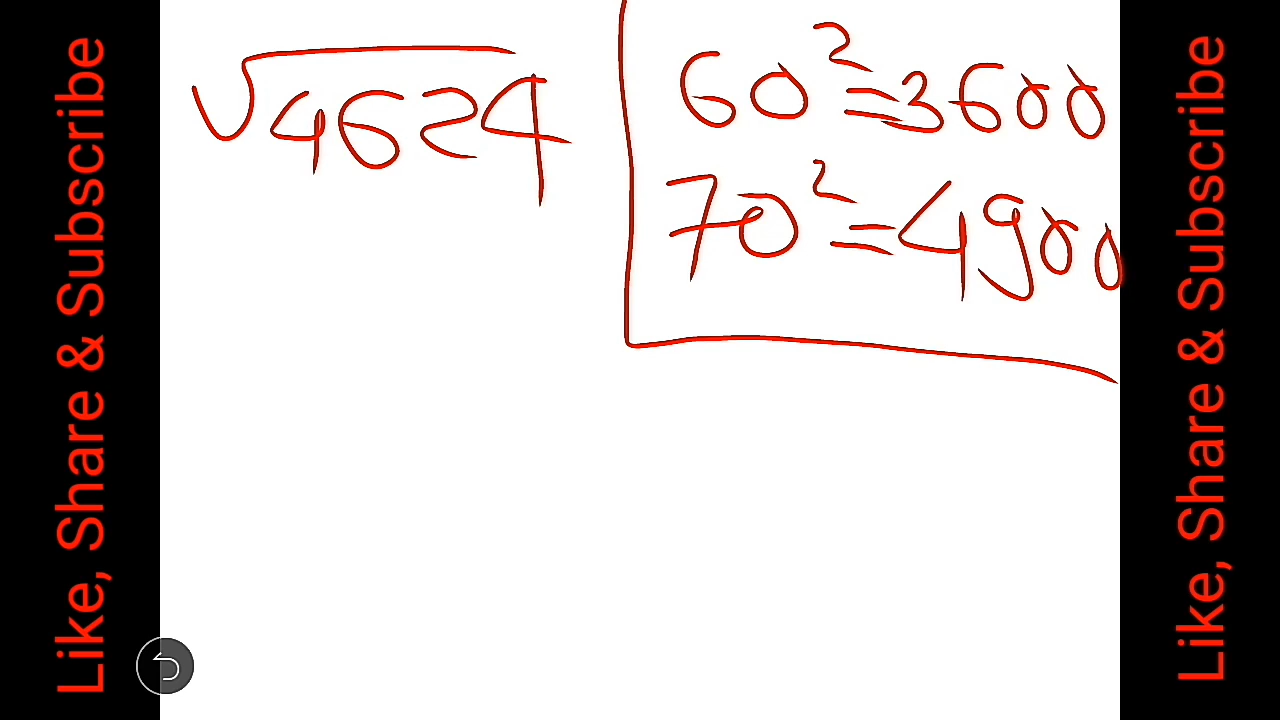 Like, Share & Subscribe
√4624
60²=3600
70²=4900
Like, Share & Subscribe